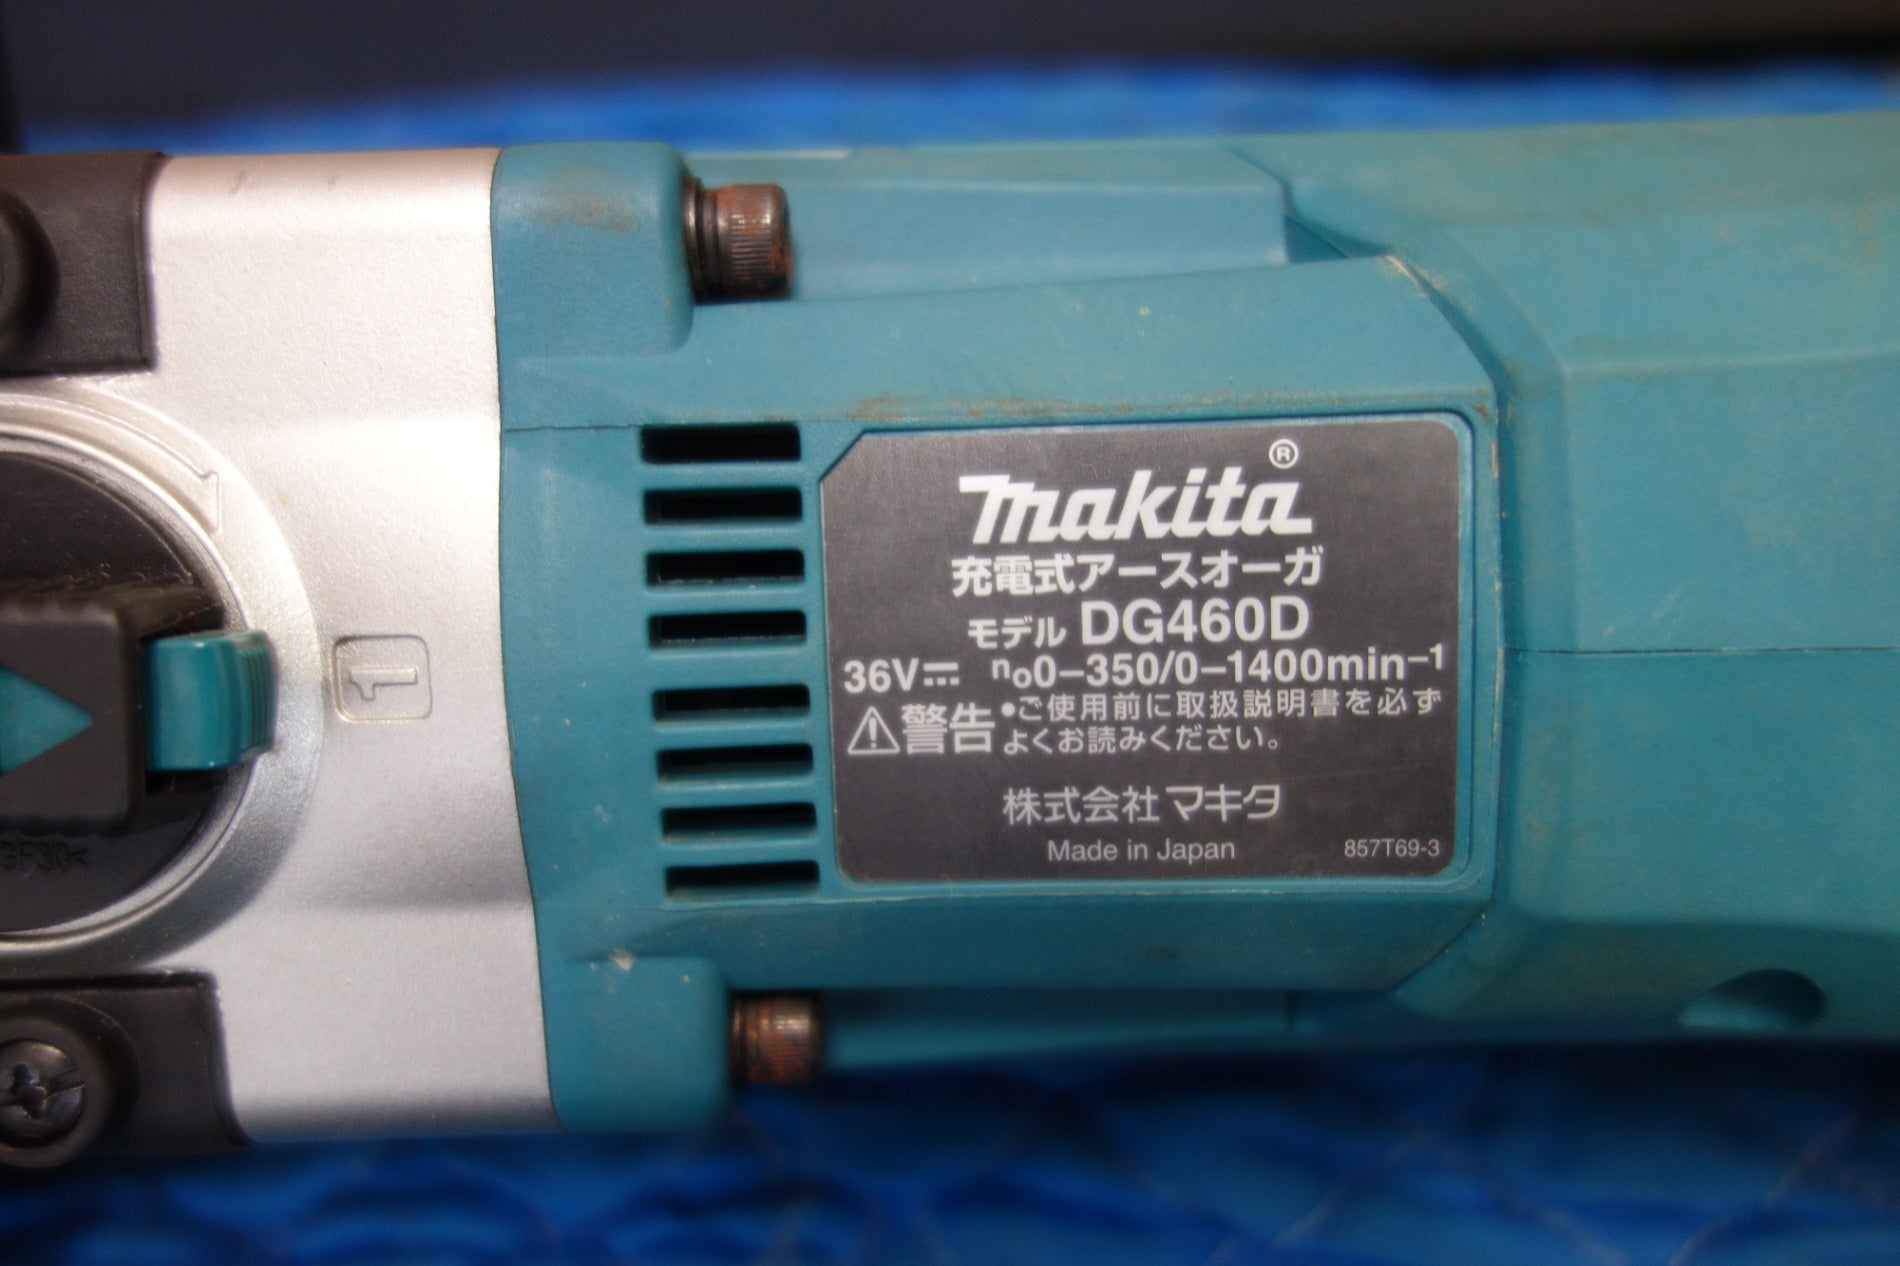 makita®
充電式アースオーガ
モデル DG460D
36V⎓ n₀0-350/0-1400min⁻¹
⚠警告 •ご使用前に取扱説明書を必ず
よくお読みください。
株式会社マキタ
Made in Japan 857T69-3
1